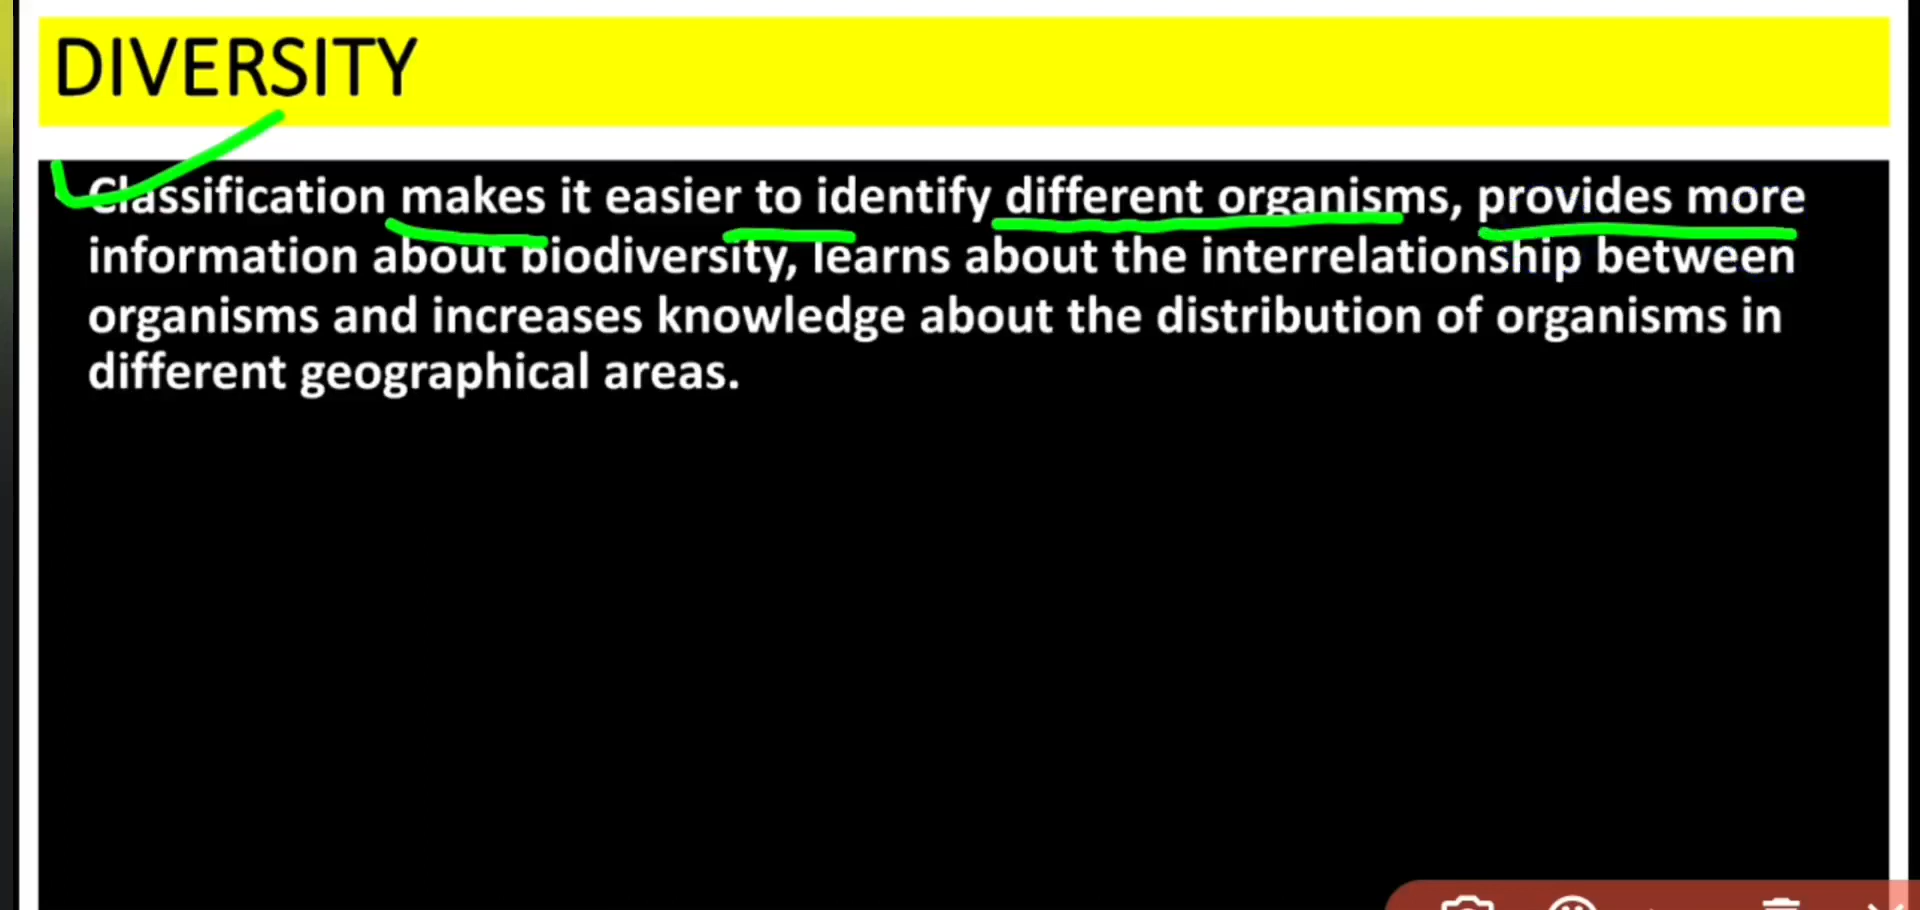 DIVERSITY
Classification makes it easier to identify different organisms, provides more
information about biodiversity, learns about the interrelationship between
organisms and increases knowledge about the distribution of organisms in
different geographical areas.